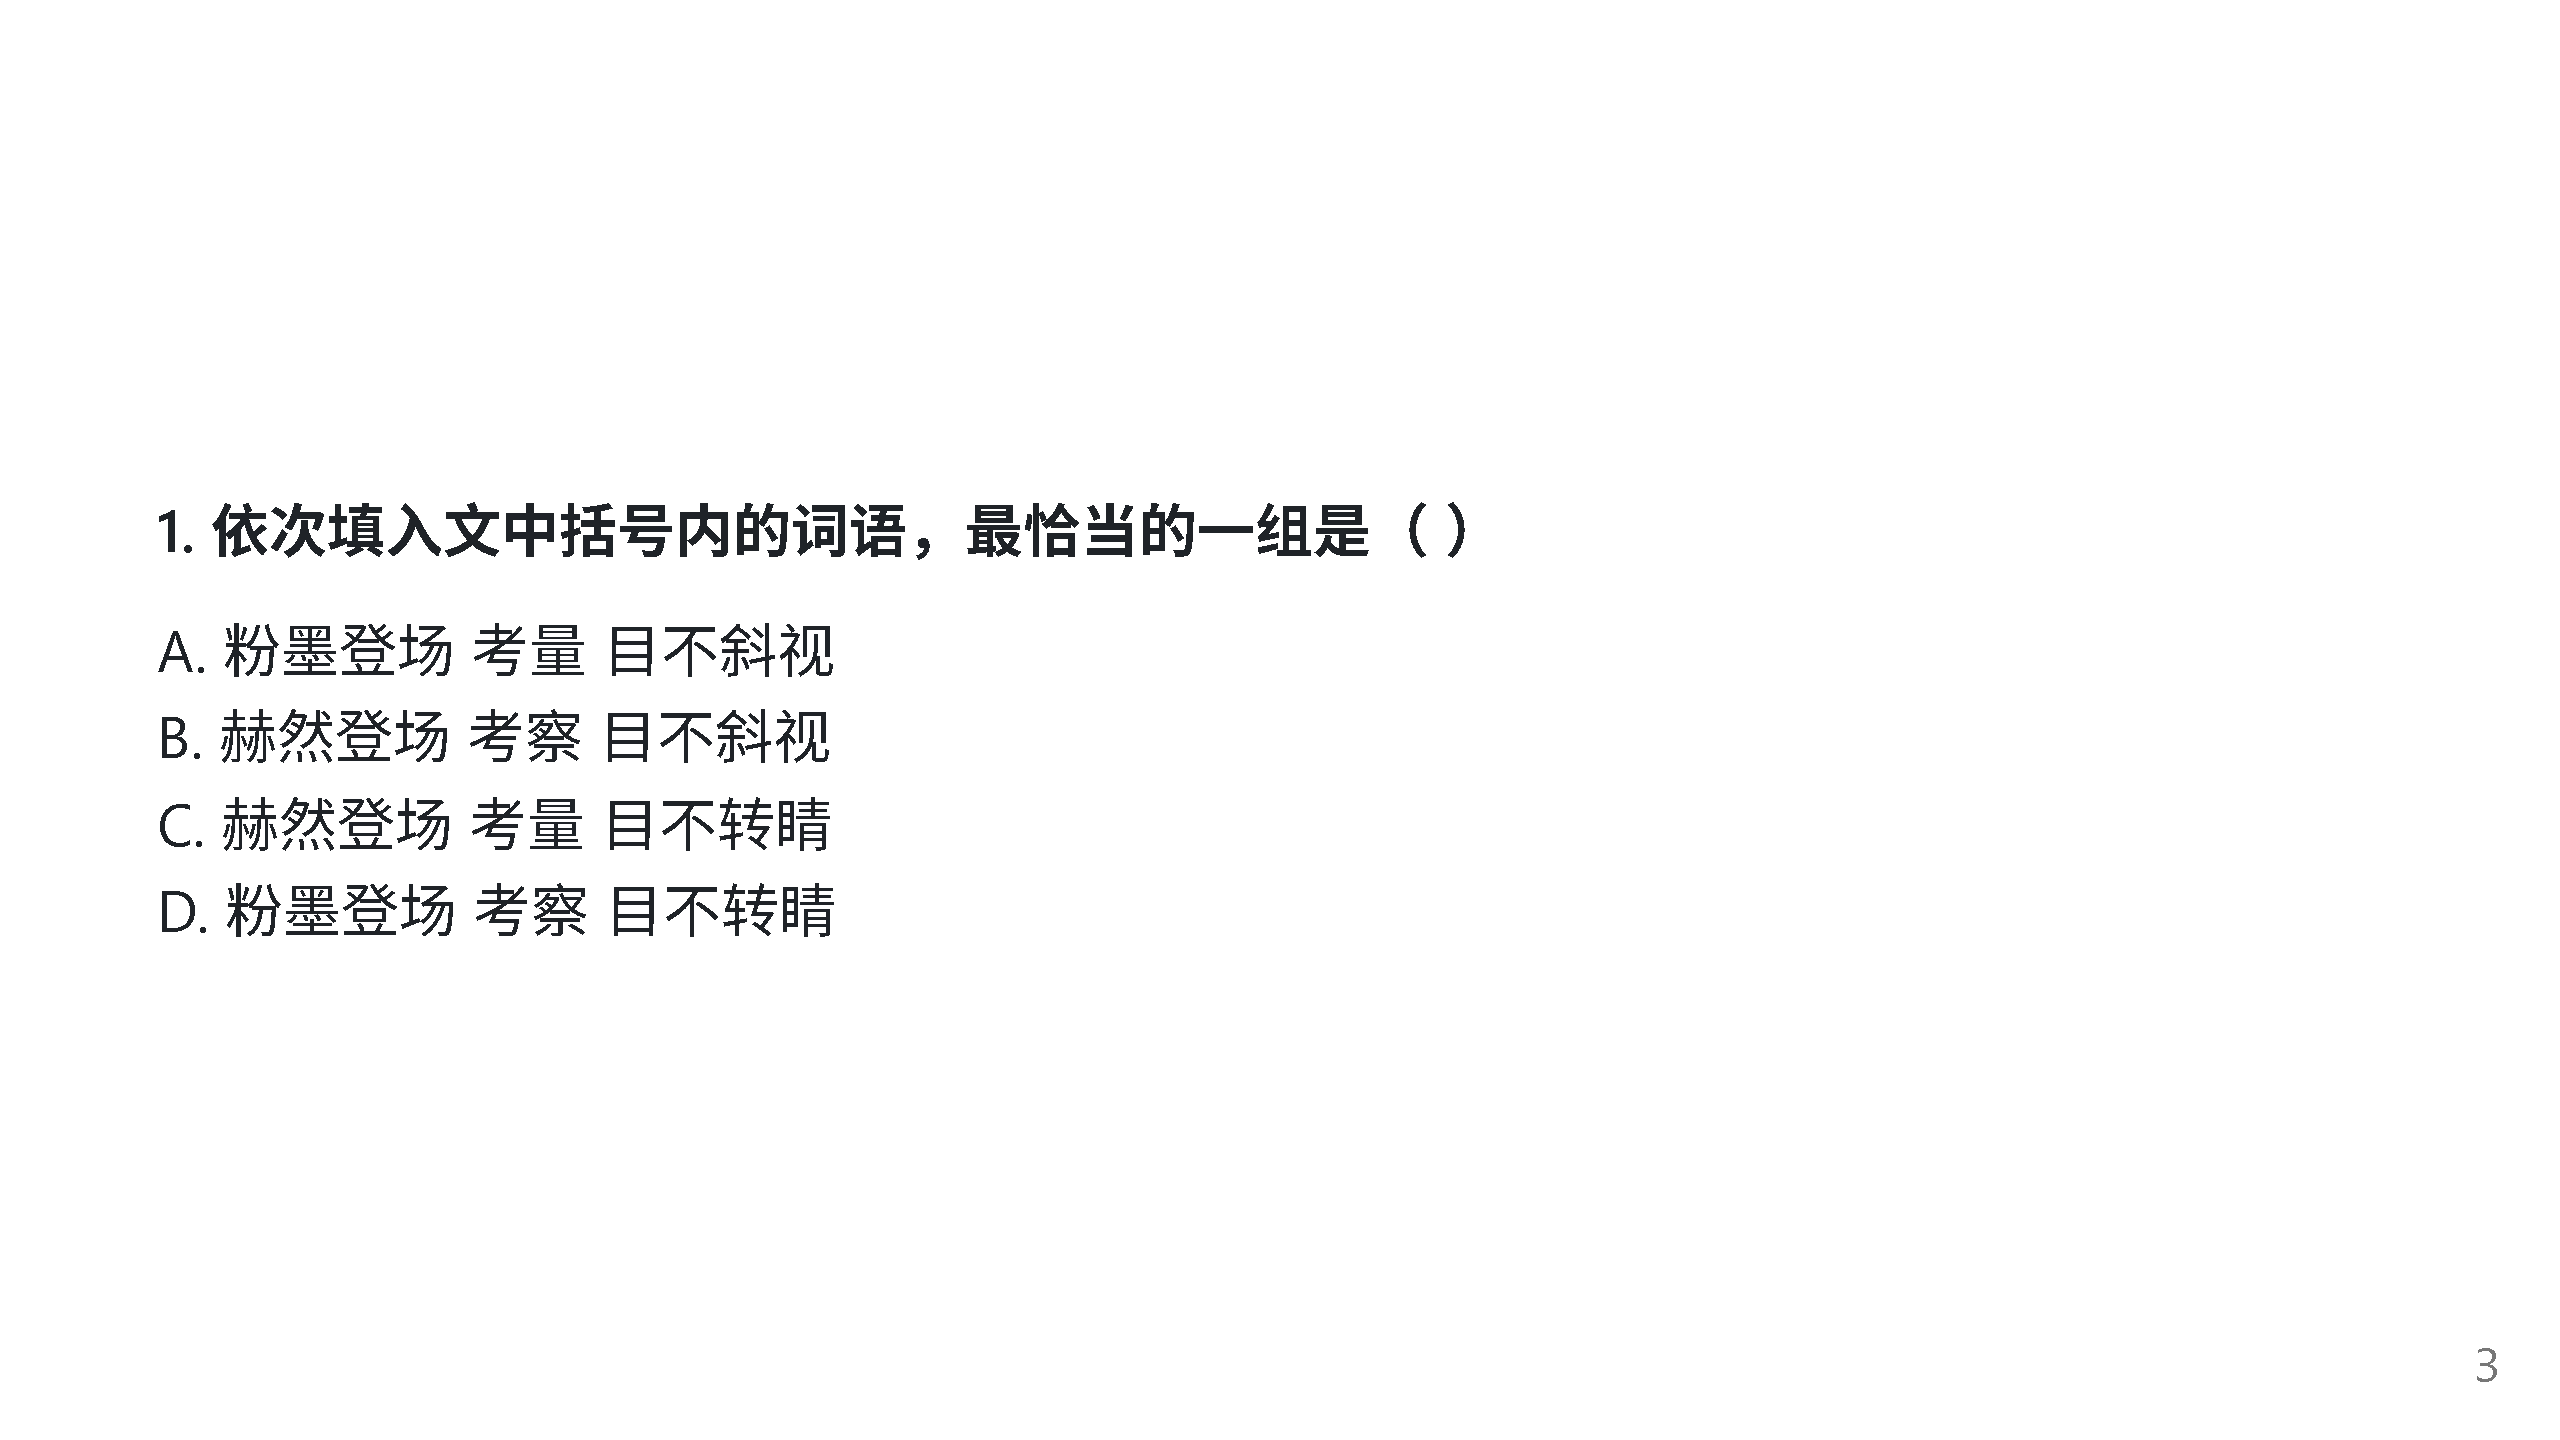 1. 依次填入文中括号内的词语，最恰当的一组是（ ）
A. 粉墨登场 考量 目不斜视
B. 赫然登场 考察 目不斜视
C. 赫然登场 考量 目不转睛
D. 粉墨登场 考察 目不转睛
3